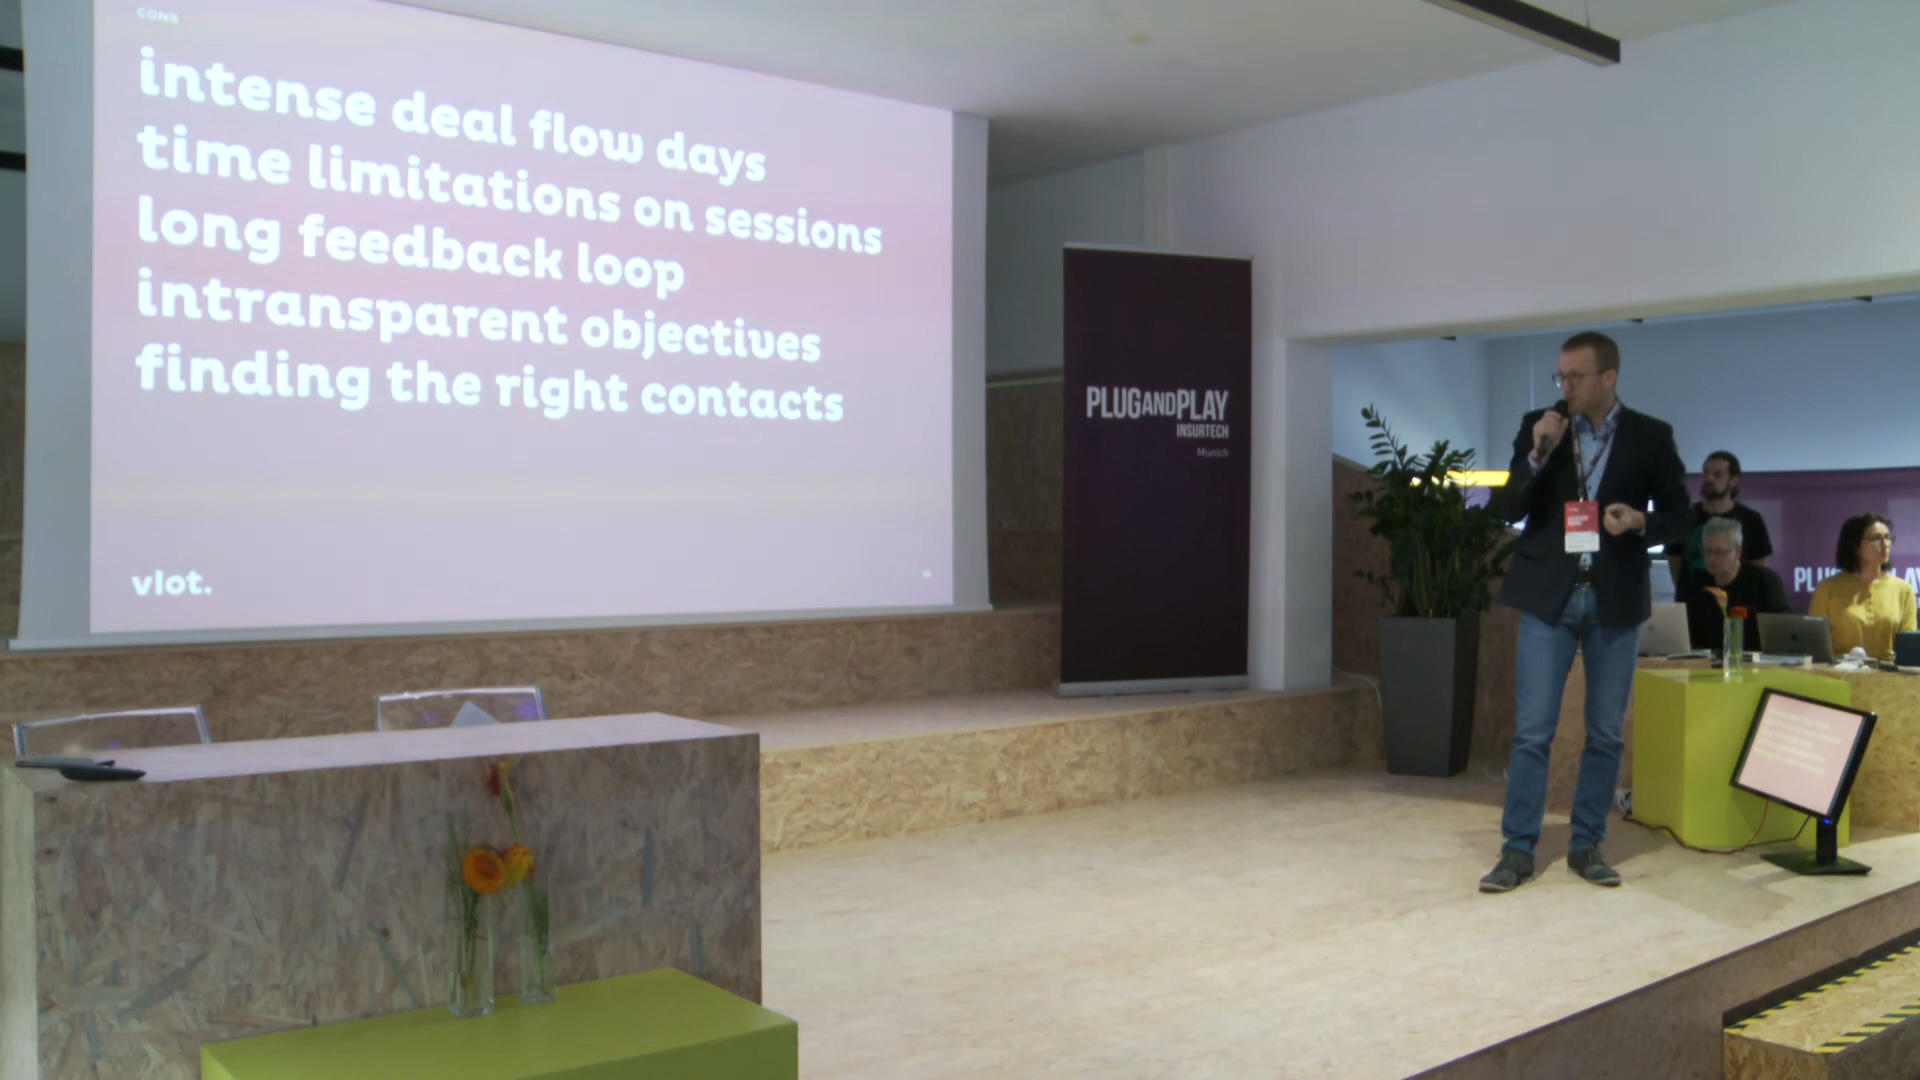 CONS
intense deal flow days
time limitations on sessions
long feedback loop
intransparent objectives
finding the right contacts
vlot.
PLUGANDPLAY
INSURTECH
Munich